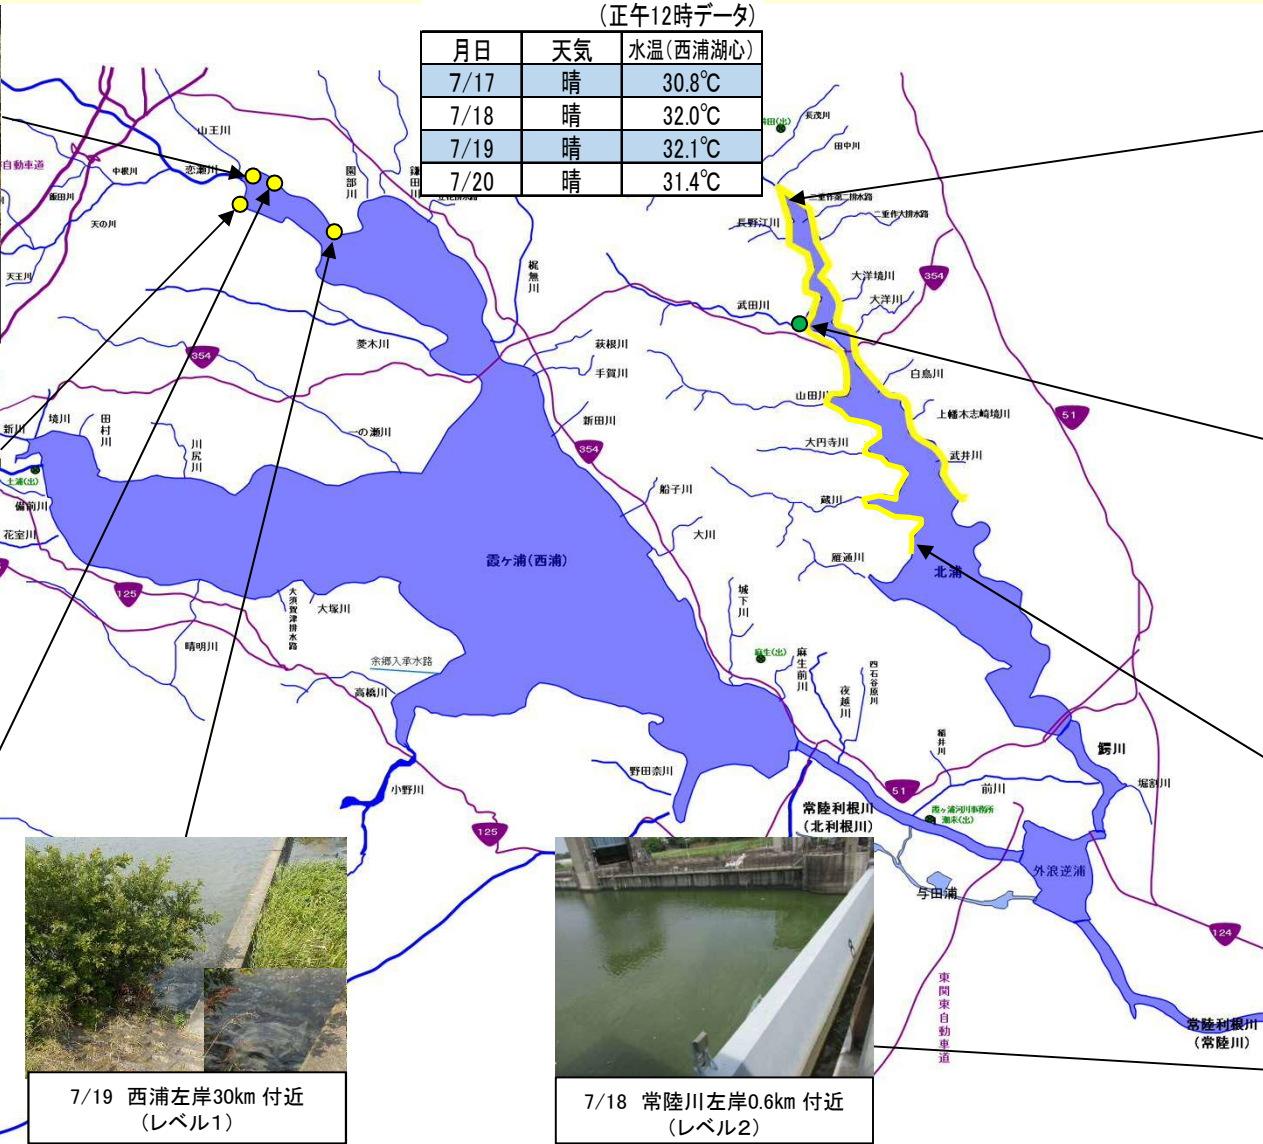 (正午12時データ)
月日 天気 水温(西浦湖心)
7/17 晴 30.8℃
7/18 晴 32.0℃
7/19 晴 32.1℃
7/20 晴 31.4℃
山王川
恋瀬川
中根川
自動車道
飯田川
天の川
天王川
園部川
鎌田川
梶無川
菱木川
354
境川
新川
田村川
川尻川
一の瀬川
土浦(出)
備前川
花室川
125
大須賀津排水路
大塚川
清明川
余郷入承水路
高橋川
小野川
125
霞ヶ浦(西浦)
萩根川
手賀川
新田川
354
船子川
大川
城下川
麻生(出)
麻生前川
夜越川
四石谷原川
野田奈川
長茂川
田中川
二重作第二排水路
二重作大排水路
長野江川
大洋境川
大洋川
354
武田川
白鳥川
山田川
上幡木志崎境川
51
大円寺川
武井川
蔵川
雁通川
北浦
稲井川
鰐川
51
前川
堀割川
常陸利根川
(北利根川)
霞ヶ浦河川事務所
潮来(出)
外浪逆浦
与田浦
124
東関東自動車道
常陸利根川
(常陸川)
7/19 西浦左岸30km 付近
(レベル1)
7/18 常陸川左岸0.6km 付近
(レベル2)